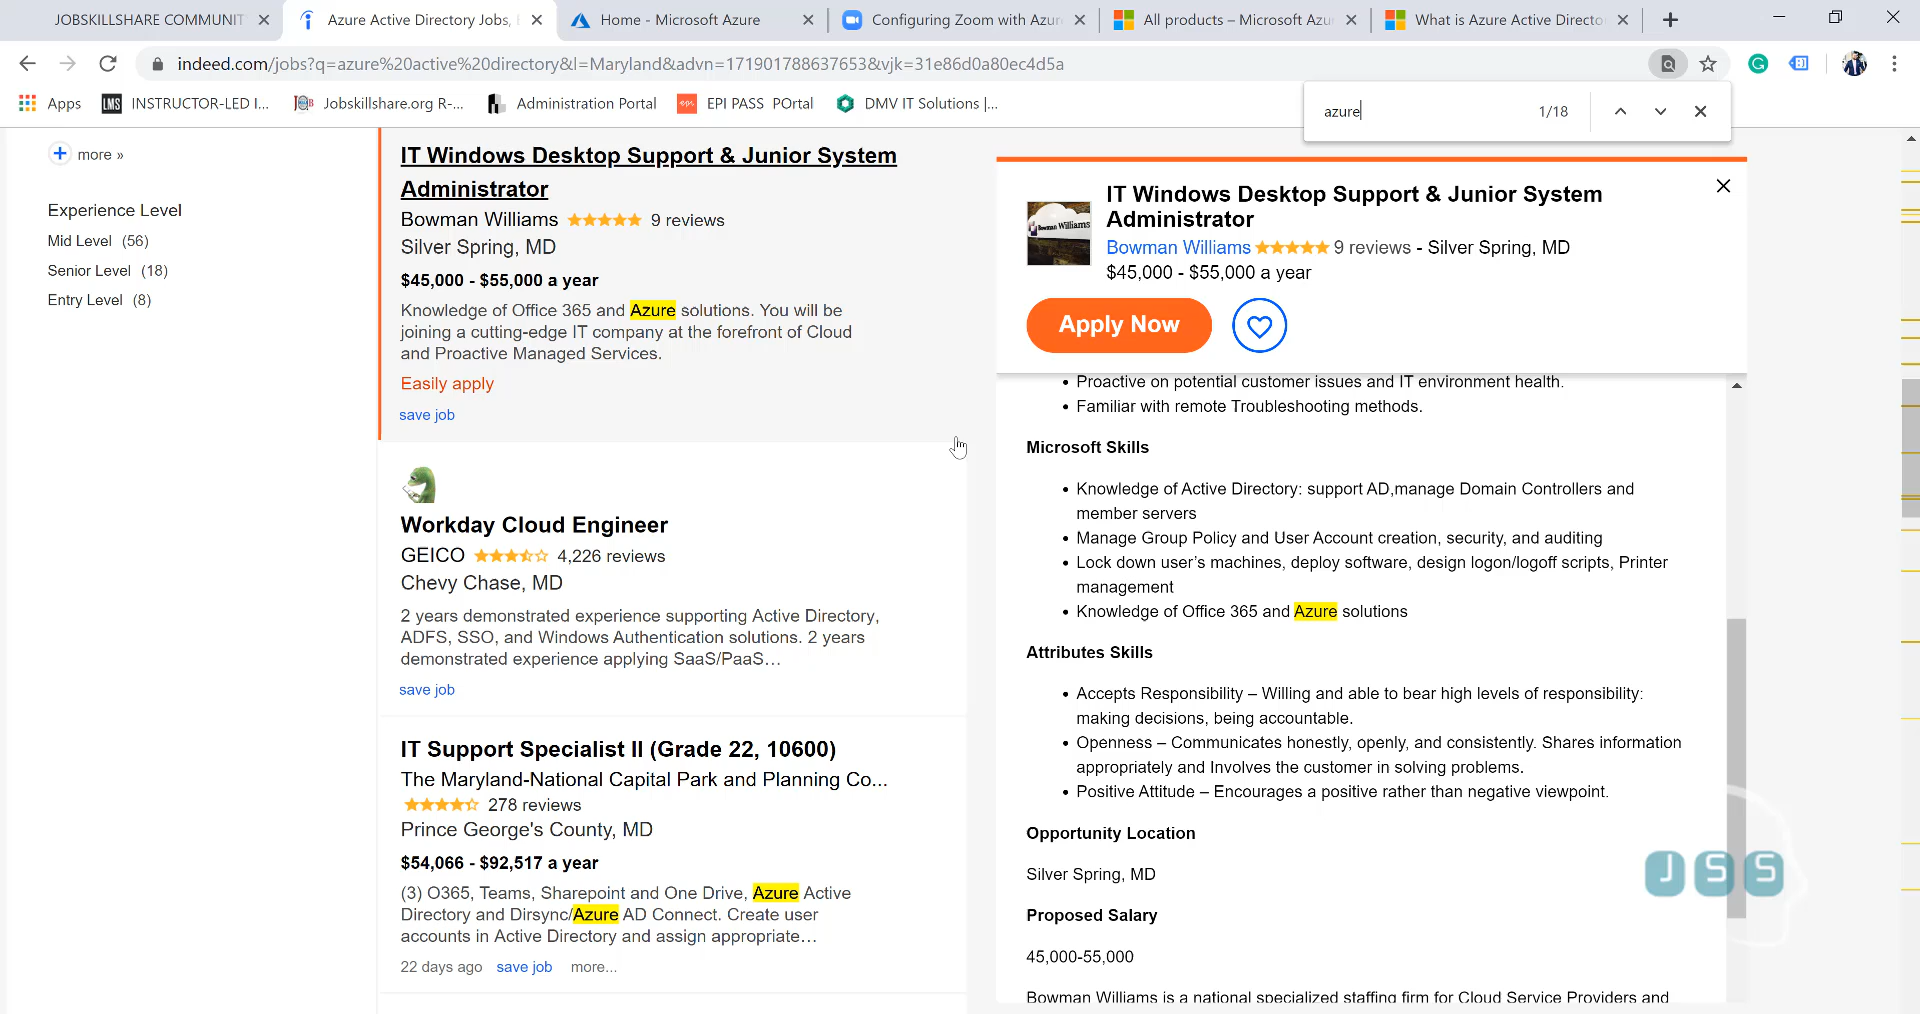 JOBSKILLSHARE COMMUNIT
Azure Active Directory Jobs, E
Home - Microsoft Azure
Configuring Zoom with Azur
All products – Microsoft Azur
What is Azure Active Directo
indeed.com/jobs?q=azure%20active%20directory&l=Maryland&advn=171901788637653&vjk=31e86d0a80ec4d5a
Apps
LMS INSTRUCTOR-LED I...
Jobskillshare.org R-...
Administration Portal
EPI PASS POrtal
DMV IT Solutions |...
azure
1/18
more »
Experience Level
Mid Level (56)
Senior Level (18)
Entry Level (8)
IT Windows Desktop Support & Junior System
Administrator
Bowman Williams 9 reviews
Silver Spring, MD
$45,000 - $55,000 a year
Knowledge of Office 365 and Azure solutions. You will be
joining a cutting-edge IT company at the forefront of Cloud
and Proactive Managed Services.
Easily apply
save job
Workday Cloud Engineer
GEICO 4,226 reviews
Chevy Chase, MD
2 years demonstrated experience supporting Active Directory,
ADFS, SSO, and Windows Authentication solutions. 2 years
demonstrated experience applying SaaS/PaaS…
save job
IT Support Specialist II (Grade 22, 10600)
The Maryland-National Capital Park and Planning Co...
278 reviews
Prince George's County, MD
$54,066 - $92,517 a year
(3) O365, Teams, Sharepoint and One Drive, Azure Active
Directory and Dirsync/Azure AD Connect. Create user
accounts in Active Directory and assign appropriate…
22 days ago save job more...
IT Windows Desktop Support & Junior System
Administrator
Bowman Williams
Bowman Williams 9 reviews - Silver Spring, MD
$45,000 - $55,000 a year
Apply Now
• Proactive on potential customer issues and IT environment health.
• Familiar with remote Troubleshooting methods.
Microsoft Skills
• Knowledge of Active Directory: support AD,manage Domain Controllers and
member servers
• Manage Group Policy and User Account creation, security, and auditing
• Lock down user’s machines, deploy software, design logon/logoff scripts, Printer
management
• Knowledge of Office 365 and Azure solutions
Attributes Skills
• Accepts Responsibility – Willing and able to bear high levels of responsibility:
making decisions, being accountable.
• Openness – Communicates honestly, openly, and consistently. Shares information
appropriately and Involves the customer in solving problems.
• Positive Attitude – Encourages a positive rather than negative viewpoint.
Opportunity Location
Silver Spring, MD
Proposed Salary
45,000-55,000
Bowman Williams is a national specialized staffing firm for Cloud Service Providers and
JSS